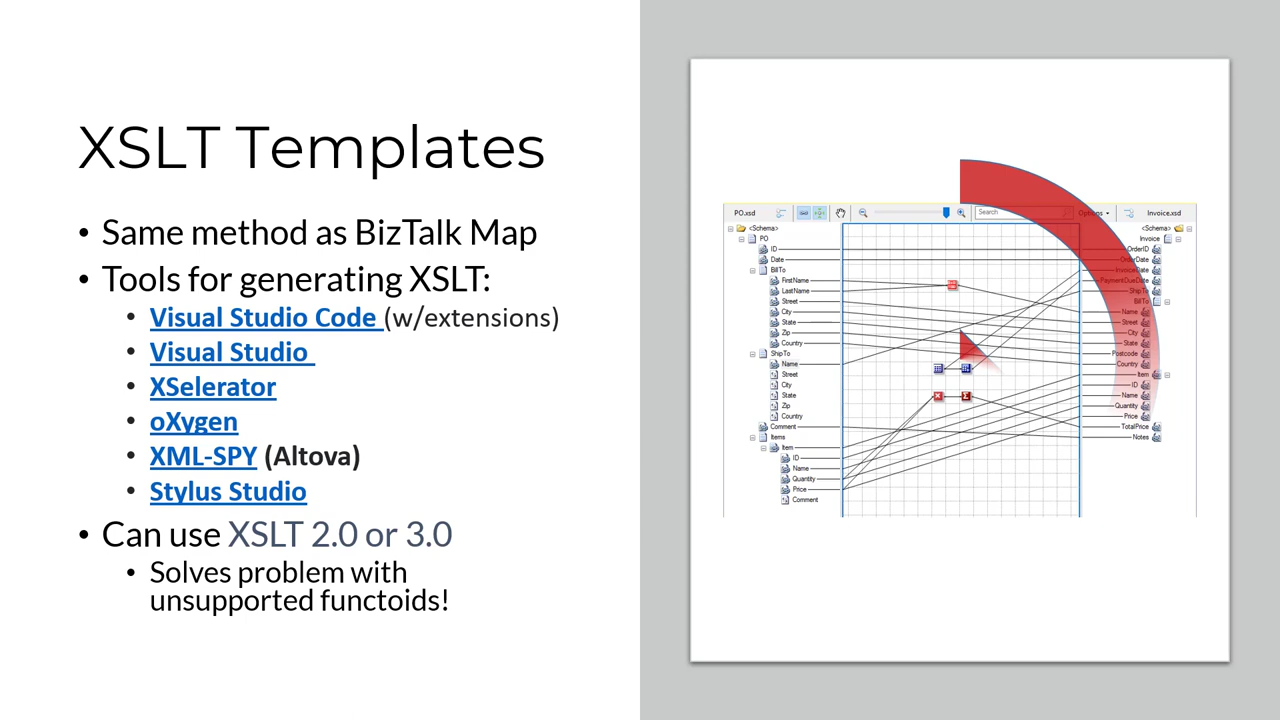 XSLT Templates
• Same method as BizTalk Map
• Tools for generating XSLT:
• Visual Studio Code (w/extensions)
• Visual Studio
• XSelerator
• oXygen
• XML-SPY (Altova)
• Stylus Studio
• Can use XSLT 2.0 or 3.0
• Solves problem with
unsupported functoids!
PO.xsd
Search
Options
Invoice.xsd
<Schema>
PO
ID
Date
BillTo
FirstName
LastName
Street
City
State
Zip
Country
ShipTo
Name
Street
City
State
Zip
Country
Comment
Items
Item
ID
Name
Quantity
Price
Comment
<Schema>
Invoice
OrderID
OrderDate
InvoiceDate
PaymentDueDate
ShipTo
BillTo
Name
Street
City
State
Postcode
Country
Item
ID
Name
Quantity
Price
TotalPrice
Notes